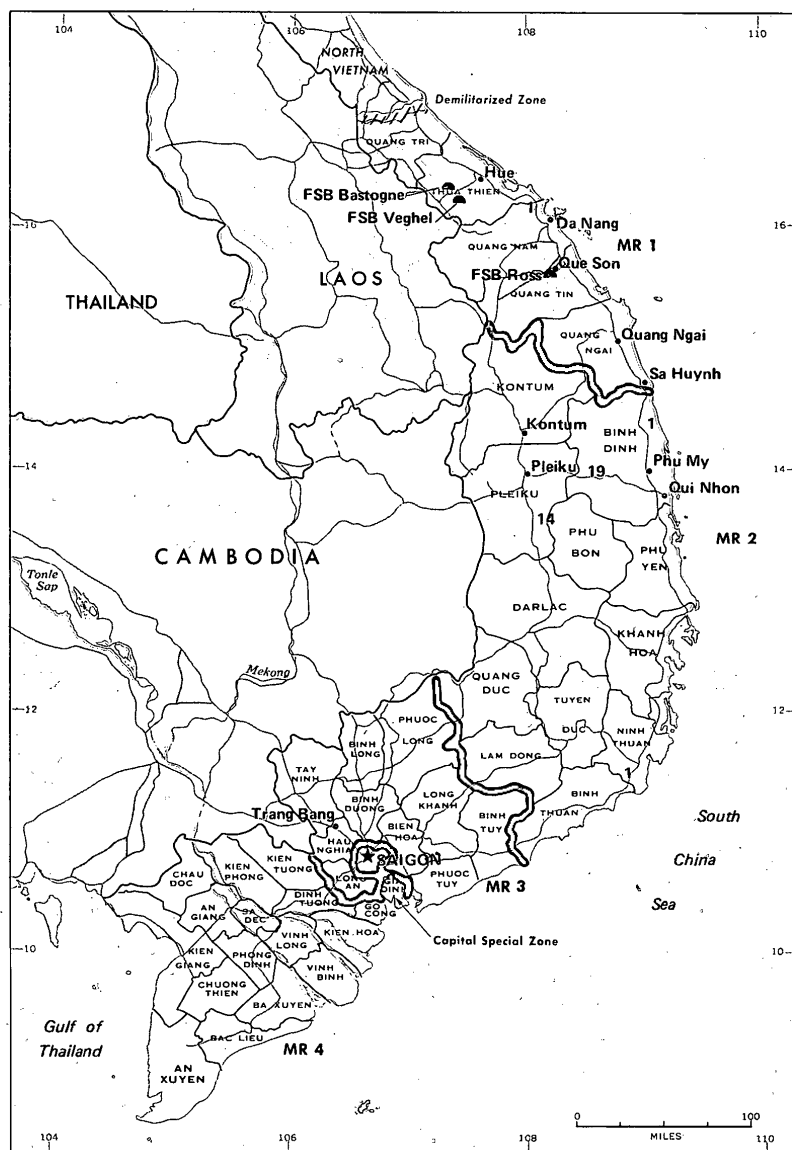 104
106
108
110
NORTH
VIETNAM
Demilitarized Zone
QUANG TRI
Hue
FSB Bastogne
THUA THIEN
FSB Veghel
1
16
Da Nang
16
MR 1
QUANG NAM
Que Son
LAOS
FSB Ross
QUANG TIN
THAILAND
QUANG
NGAI
Quang Ngai
Sa Huynh
KONTUM
1
Kontum
BINH
DINH
Phu My
14
Pleiku
19
14
PLEIKU
Qui Nhon
14
PHU
BON
MR 2
PHU
YEN
CAMBODIA
Tonle
Sap
DARLAC
KHANH
HOA
Mekong
QUANG
DUC
12
TUYEN
DUC
12
PHUOC
LONG
BINH
LONG
NINH
THUAN
LAM DONG
TAY
NINH
1
LONG
KHANH
BINH
THUAN
BINH
DUONG
BINH
TUY
Trang Bang
BIEN
HOA
South
China
Sea
HAU
NGHIA
SAIGON
KIEN
TUONG
KIEN
PHONG
CHAU
DOC
LONG
AN
GIA
DINH
PHUOC
TUY
MR 3
DINH
TUONG
GO
CONG
AN
GIANG
SA
DEC
Capital Special Zone
VINH
LONG
KIEN HOA
10
10
KIEN
GIANG
PHONG
DINH
VINH
BINH
CHUONG
THIEN
BA XUYEN
Gulf of
Thailand
BAC LIEU
MR 4
AN
XUYEN
0
100
MILES
104
106
108
110